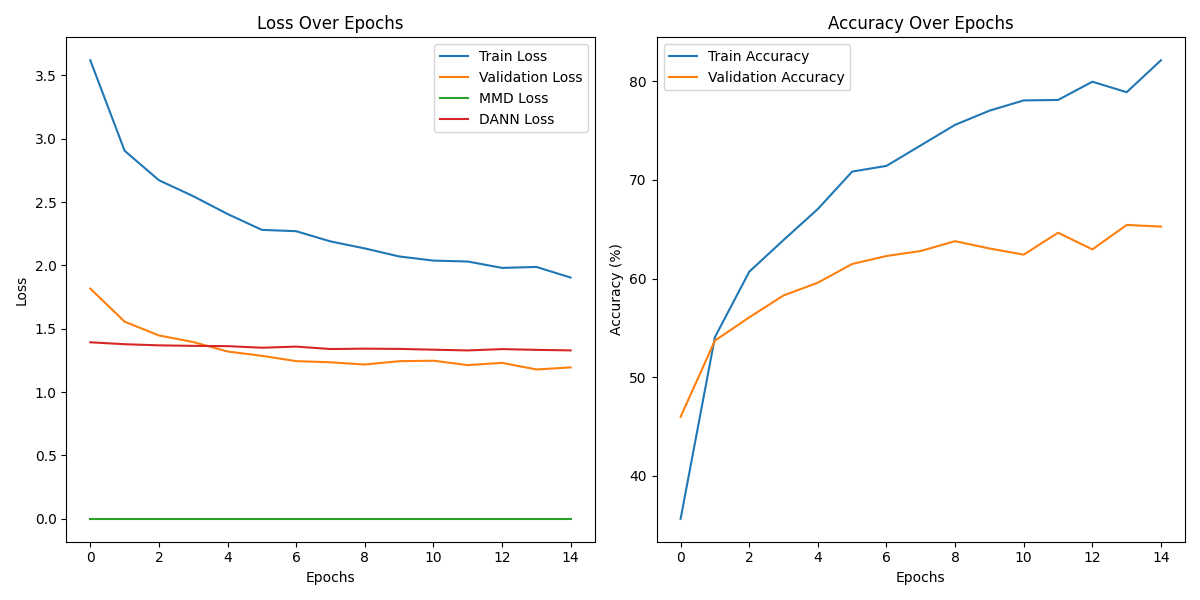 Loss Over Epochs
Train Loss
Validation Loss
MMD Loss
DANN Loss
3.5
3.0
2.5
2.0
1.5
1.0
0.5
0.0
Loss
0 2 4 6 8 10 12 14
Epochs
Accuracy Over Epochs
Train Accuracy
Validation Accuracy
80
70
60
50
40
Accuracy (%)
0 2 4 6 8 10 12 14
Epochs